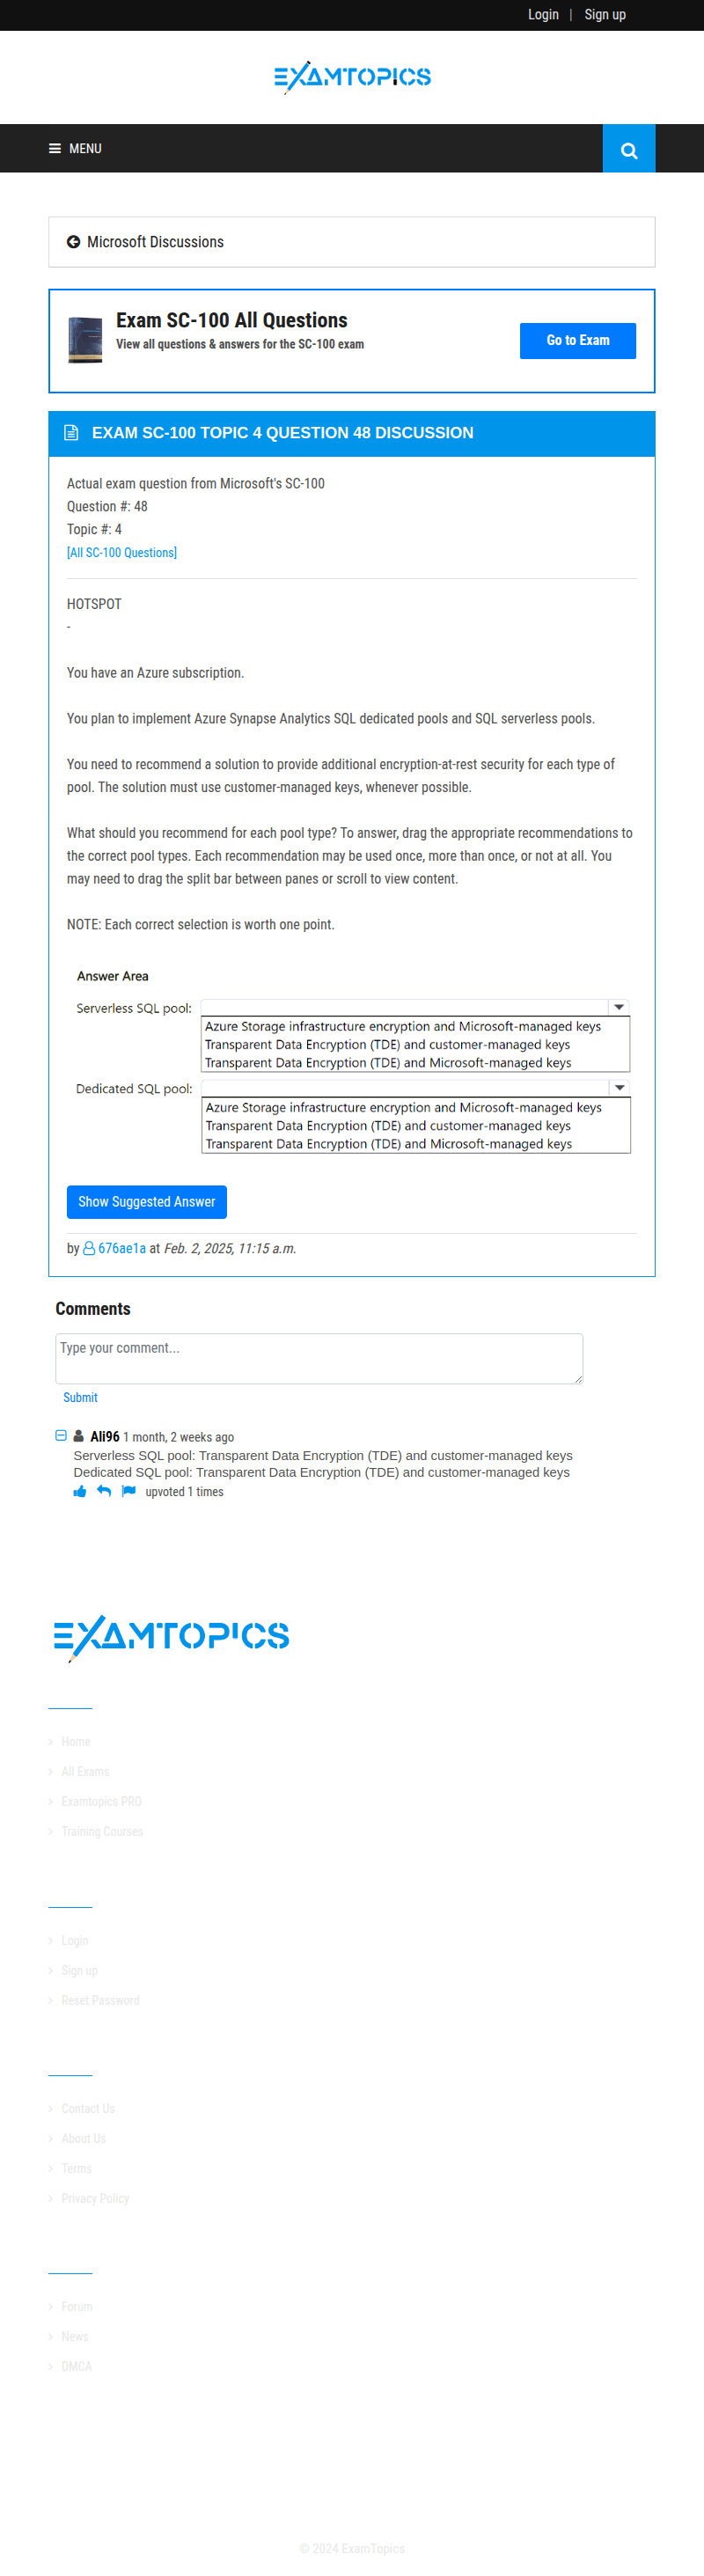 Login | Sign up
EXAMTOPICS
MENU
Microsoft Discussions
Exam SC-100 All Questions
View all questions & answers for the SC-100 exam
Go to Exam
EXAM SC-100 TOPIC 4 QUESTION 48 DISCUSSION
Actual exam question from Microsoft's SC-100
Question #: 48
Topic #: 4
[All SC-100 Questions]
HOTSPOT
-
You have an Azure subscription.
You plan to implement Azure Synapse Analytics SQL dedicated pools and SQL serverless pools.
You need to recommend a solution to provide additional encryption-at-rest security for each type of
pool. The solution must use customer-managed keys, whenever possible.
What should you recommend for each pool type? To answer, drag the appropriate recommendations to
the correct pool types. Each recommendation may be used once, more than once, or not at all. You
may need to drag the split bar between panes or scroll to view content.
NOTE: Each correct selection is worth one point.
Answer Area
Serverless SQL pool:
Azure Storage infrastructure encryption and Microsoft-managed keys
Transparent Data Encryption (TDE) and customer-managed keys
Transparent Data Encryption (TDE) and Microsoft-managed keys
Dedicated SQL pool:
Azure Storage infrastructure encryption and Microsoft-managed keys
Transparent Data Encryption (TDE) and customer-managed keys
Transparent Data Encryption (TDE) and Microsoft-managed keys
Show Suggested Answer
by 676ae1a at Feb. 2, 2025, 11:15 a.m.
Comments
Type your comment...
Submit
Ali96 1 month, 2 weeks ago
Serverless SQL pool: Transparent Data Encryption (TDE) and customer-managed keys
Dedicated SQL pool: Transparent Data Encryption (TDE) and customer-managed keys
upvoted 1 times
EXAMTOPICS
Home
All Exams
Examtopics PRO
Training Courses
Login
Sign up
Reset Password
Contact Us
About Us
Terms
Privacy Policy
Forum
News
DMCA
© 2024 ExamTopics